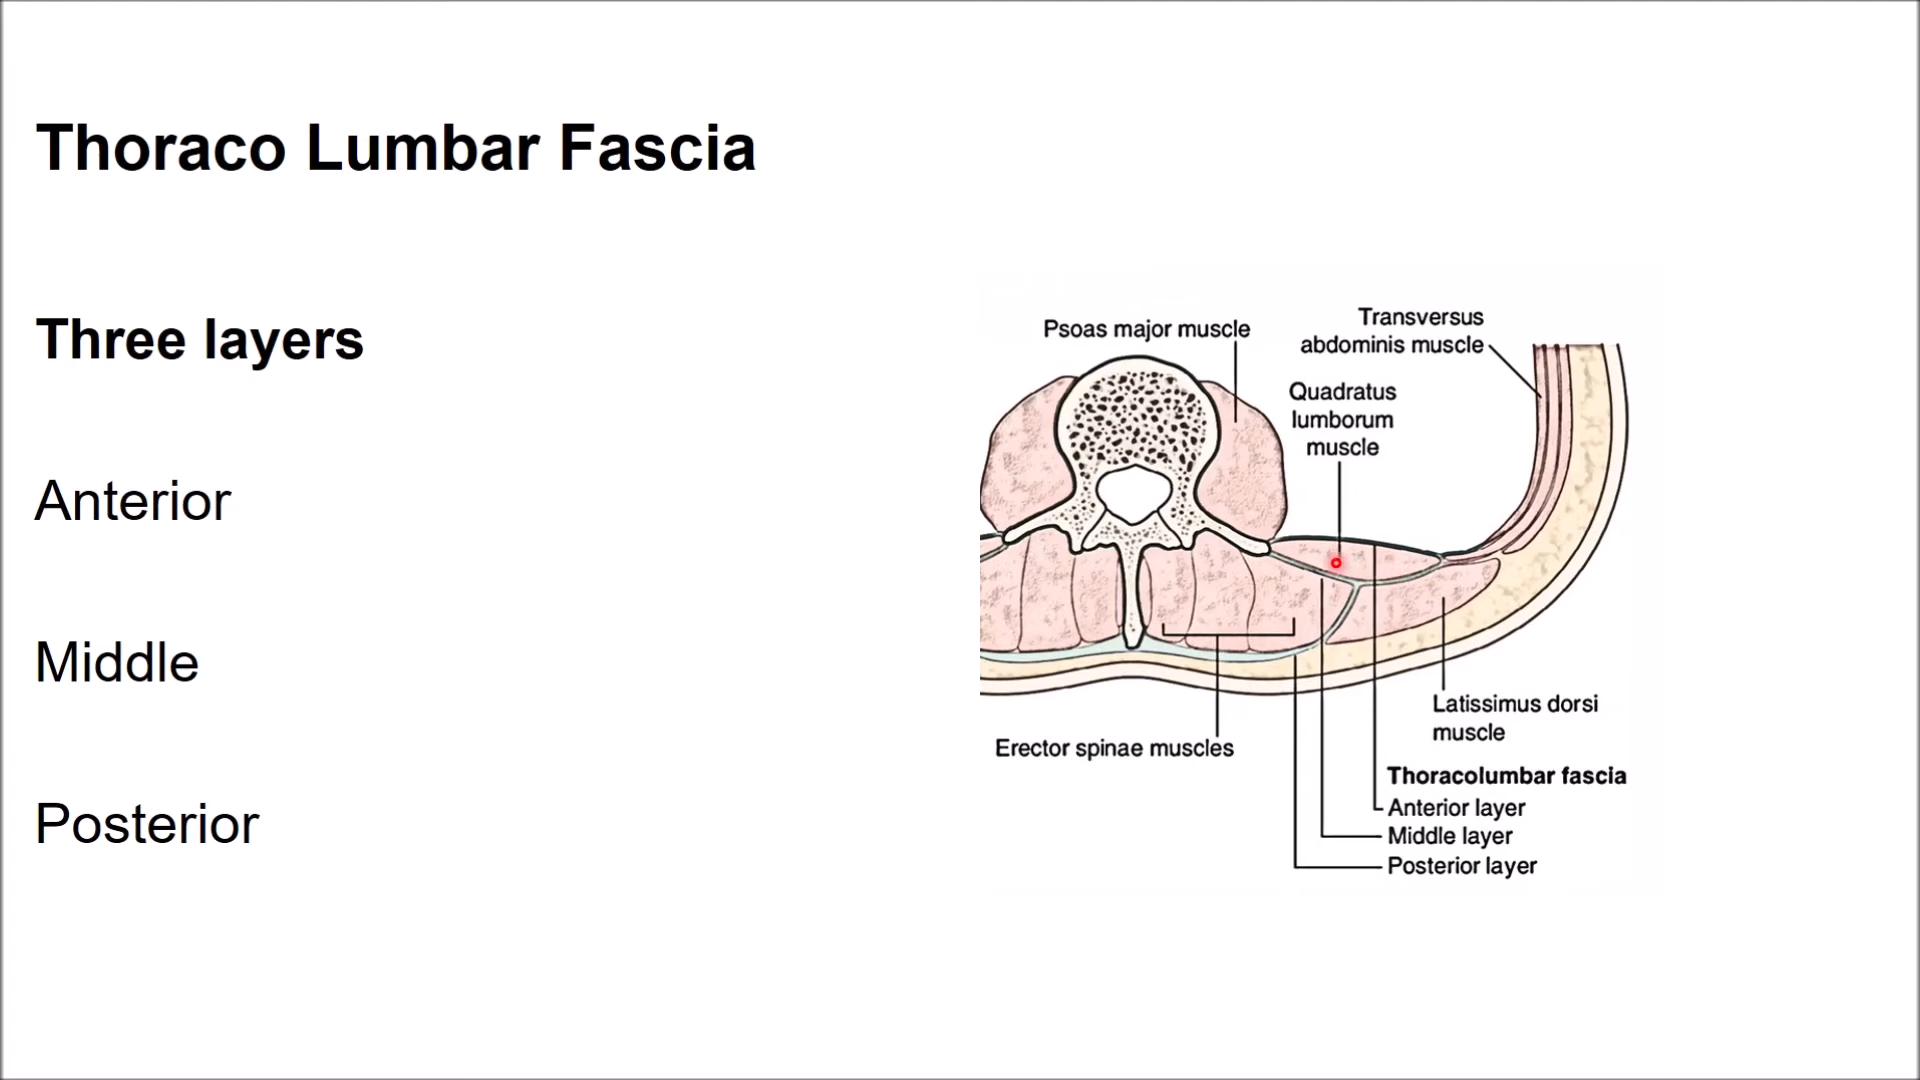 Thoraco Lumbar Fascia
Three layers
Anterior
Middle
Posterior
Psoas major muscle
Transversus
abdominis muscle
Quadratus
lumborum
muscle
Erector spinae muscles
Latissimus dorsi
muscle
Thoracolumbar fascia
Anterior layer
Middle layer
Posterior layer